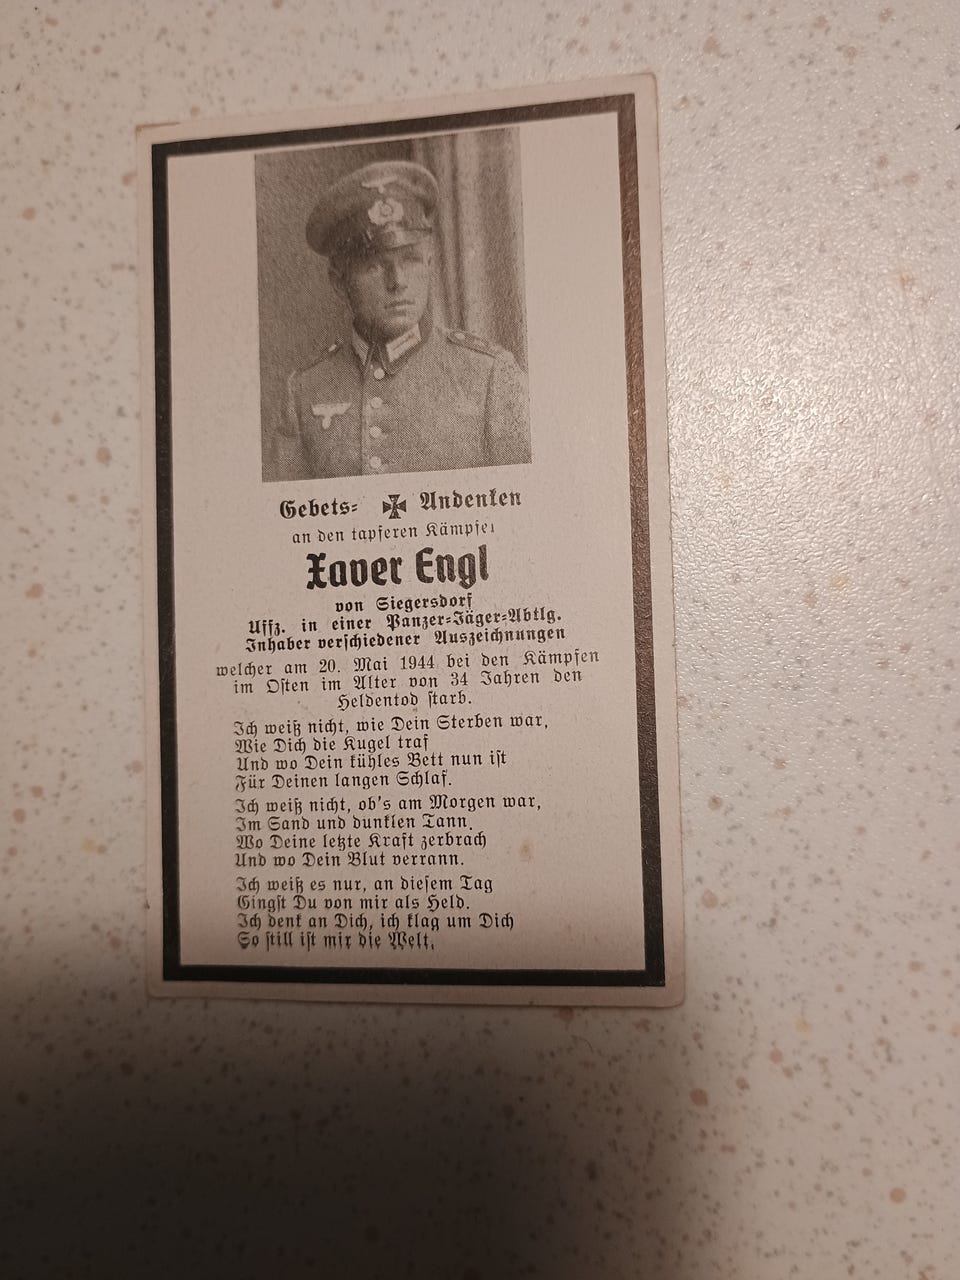 Gebets- Andenken
an den tapferen Kämpfer
Xaver Engl
von Siegersdorf
Uffz. in einer Panzer-Jäger-Abtlg.
Inhaber verschiedener Auszeichnungen
welcher am 20. Mai 1944 bei den Kämpfen
im Osten im Alter von 34 Jahren den
Heldentod starb.
Ich weiß nicht, wie Dein Sterben war,
Wie Dich die Kugel traf
Und wo Dein kühles Bett nun ist
Für Deinen langen Schlaf.
Ich weiß nicht, ob's am Morgen war,
Im Sand und dunklen Tann,
Wo Deine letzte Kraft zerbrach
Und wo Dein Blut verrann.
Ich weiß es nur, an diesem Tag
Gingst Du von mir als Held.
Ich denk an Dich, ich klag um Dich
So still ist mir die Welt.